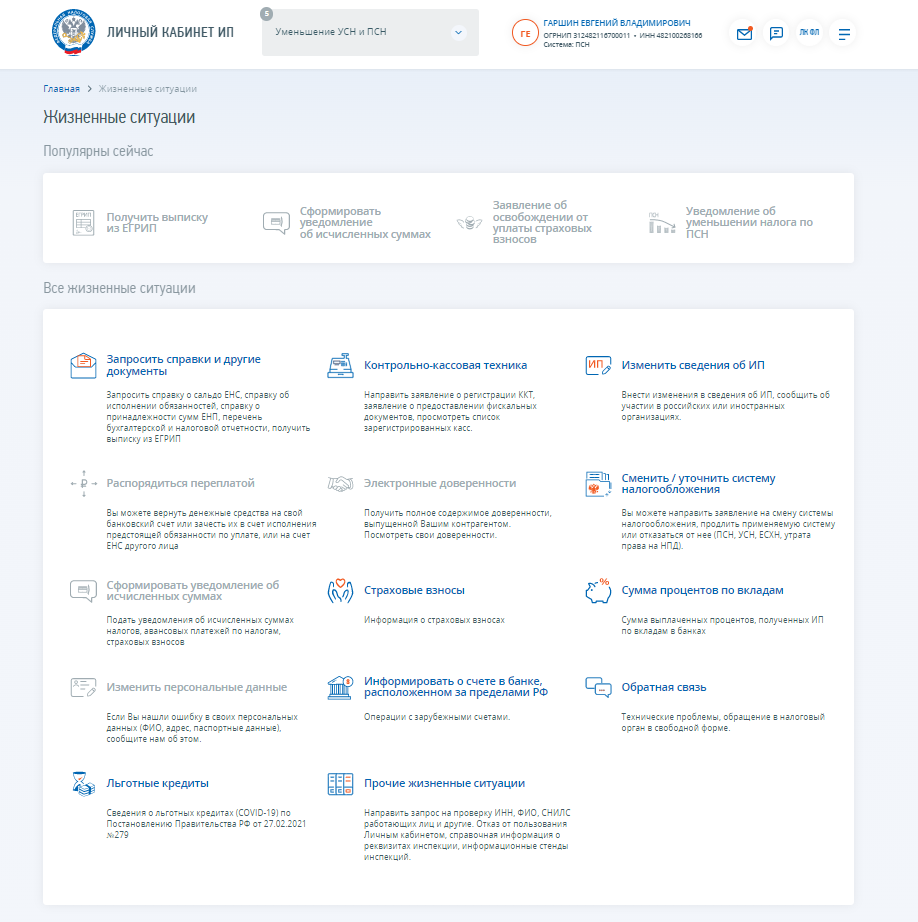 ЛИЧНЫЙ КАБИНЕТ ИП
5
Уменьшение УСН и ПСН
ГЕ
ГАРШИН ЕВГЕНИЙ ВЛАДИМИРОВИЧ
ОГРНИП 312482116700011 • ИНН 482100268166
Система: ПСН
ЛК ФЛ
Главная > Жизненные ситуации
Жизненные ситуации
Популярны сейчас
ЕГРИП
Получить выписку
из ЕГРИП
Сформировать
уведомление
об исчисленных суммах
Заявление об
освобождении от
уплаты страховых
взносов
ПСН
Уведомление об
уменьшении налога по
ПСН
Все жизненные ситуации
Запросить справки и другие
документы
Запросить справку о сальдо ЕНС, справку об
исполнении обязанностей, справку о
принадлежности сумм ЕНП, перечень
бухгалтерской и налоговой отчетности, получить
выписку из ЕГРИП
Контрольно-кассовая техника
Направить заявление о регистрации ККТ,
заявление о предоставлении фискальных
документов, просмотреть список
зарегистрированных касс.
ИП
Изменить сведения об ИП
Внести изменения в сведения об ИП, сообщить об
участии в российских или иностранных
организациях.
₽
Распорядиться переплатой
Вы можете вернуть денежные средства на свой
банковский счет или зачесть их в счет исполнения
предстоящей обязанности по уплате, или на счет
ЕНС другого лица
Электронные доверенности
Получить полное содержимое доверенности,
выпущенной Вашим контрагентом.
Посмотреть свои доверенности.
Сменить / уточнить систему
налогообложения
Вы можете направить заявление на смену системы
налогообложения, продлить применяемую систему
или отказаться от нее (ПСН, УСН, ЕСХН, утрата
права на НПД).
Сформировать уведомление об
исчисленных суммах
Подать уведомления об исчисленных суммах
налогов, авансовых платежей по налогам,
страховых взносов
Страховые взносы
Информация о страховых взносах
%
Сумма процентов по вкладам
Сумма выплаченных процентов, полученных ИП
по вкладам в банках
Изменить персональные данные
Если Вы нашли ошибку в своих персональных
данных (ФИО, адрес, паспортные данные),
сообщите нам об этом.
Информировать о счете в банке,
расположенном за пределами РФ
Операции с зарубежными счетами.
Обратная связь
Технические проблемы, обращение в налоговый
орган в свободной форме.
Льготные кредиты
Сведения о льготных кредитах (COVID-19) по
Постановлению Правительства РФ от 27.02.2021
№279
Прочие жизненные ситуации
Направить запрос на проверку ИНН, ФИО, СНИЛС
работающих лиц и другие. Отказ от пользования
Личным кабинетом, справочная информация о
реквизитах инспекции, информационные стенды
инспекций.